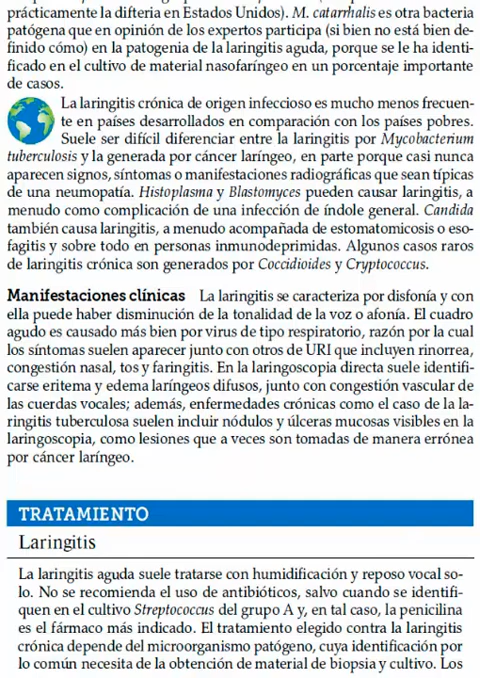 prácticamente la difteria en Estados Unidos). M. catarrhalis es otra bacteria
patógena que en opinión de los expertos participa (si bien no está bien de-
finido cómo) en la patogenia de la laringitis aguda, porque se le ha identi-
ficado en el cultivo de material nasofaríngeo en un porcentaje importante
de casos.
La laringitis crónica de origen infeccioso es mucho menos frecuen-
te en países desarrollados en comparación con los países pobres.
Suele ser difícil diferenciar entre la laringitis por Mycobacterium
tuberculosis y la generada por cáncer laríngeo, en parte porque casi nunca
aparecen signos, síntomas o manifestaciones radiográficas que sean típicas
de una neumopatía. Histoplasma y Blastomyces pueden causar laringitis, a
menudo como complicación de una infección de índole general. Candida
también causa laringitis, a menudo acompañada de estomatomicosis o eso-
fagitis y sobre todo en personas inmunodeprimidas. Algunos casos raros
de laringitis crónica son generados por Coccidioides y Cryptococcus.
Manifestaciones clínicas La laringitis se caracteriza por disfonía y con
ella puede haber disminución de la tonalidad de la voz o afonía. El cuadro
agudo es causado más bien por virus de tipo respiratorio, razón por la cual
los síntomas suelen aparecer junto con otros de URI que incluyen rinorrea,
congestión nasal, tos y faringitis. En la laringoscopia directa suele identifi-
carse eritema y edema laríngeos difusos, junto con congestión vascular de
las cuerdas vocales; además, enfermedades crónicas como el caso de la la-
ringitis tuberculosa suelen incluir nódulos y úlceras mucosas visibles en la
laringoscopia, como lesiones que a veces son tomadas de manera errónea
por cáncer laríngeo.
TRATAMIENTO
Laringitis
La laringitis aguda suele tratarse con humidificación y reposo vocal so-
lo. No se recomienda el uso de antibióticos, salvo cuando se identifi-
quen en el cultivo Streptococcus del grupo A y, en tal caso, la penicilina
es el fármaco más indicado. El tratamiento elegido contra la laringitis
crónica depende del microorganismo patógeno, cuya identificación por
lo común necesita de la obtención de material de biopsia y cultivo. Los